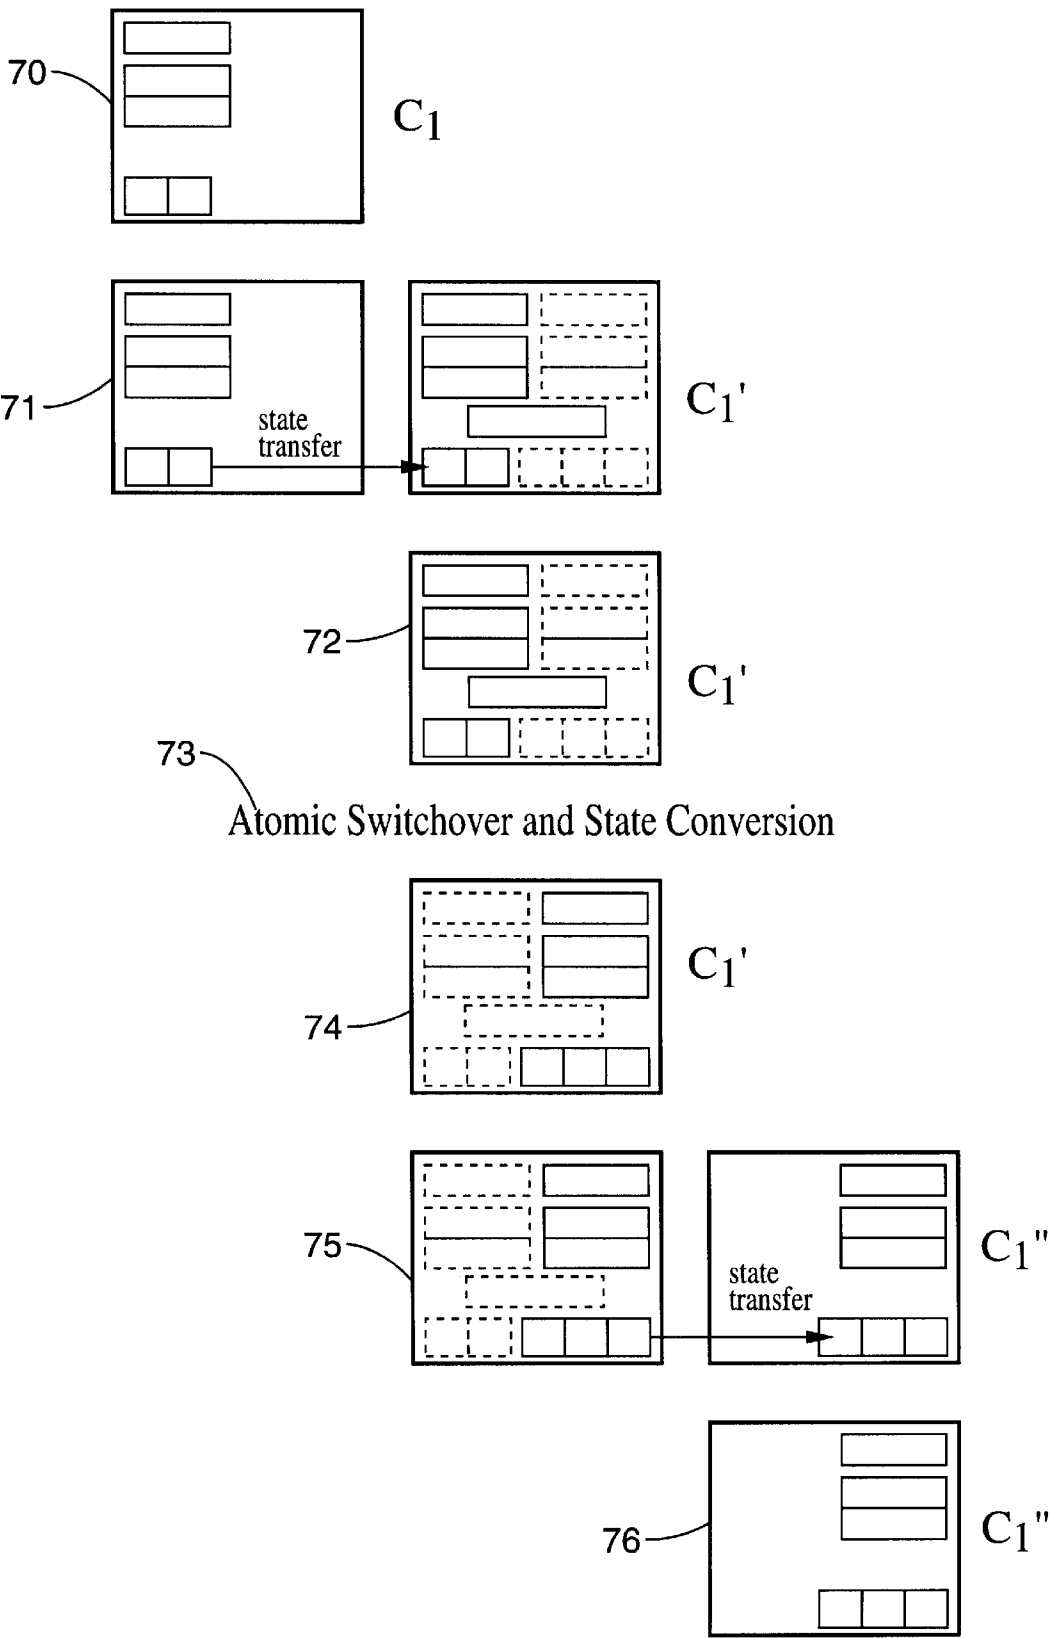 70
C1
71
state
transfer
C1'
72
C1'
73
Atomic Switchover and State Conversion
C1'
74
75
state
transfer
C1"
76
C1"